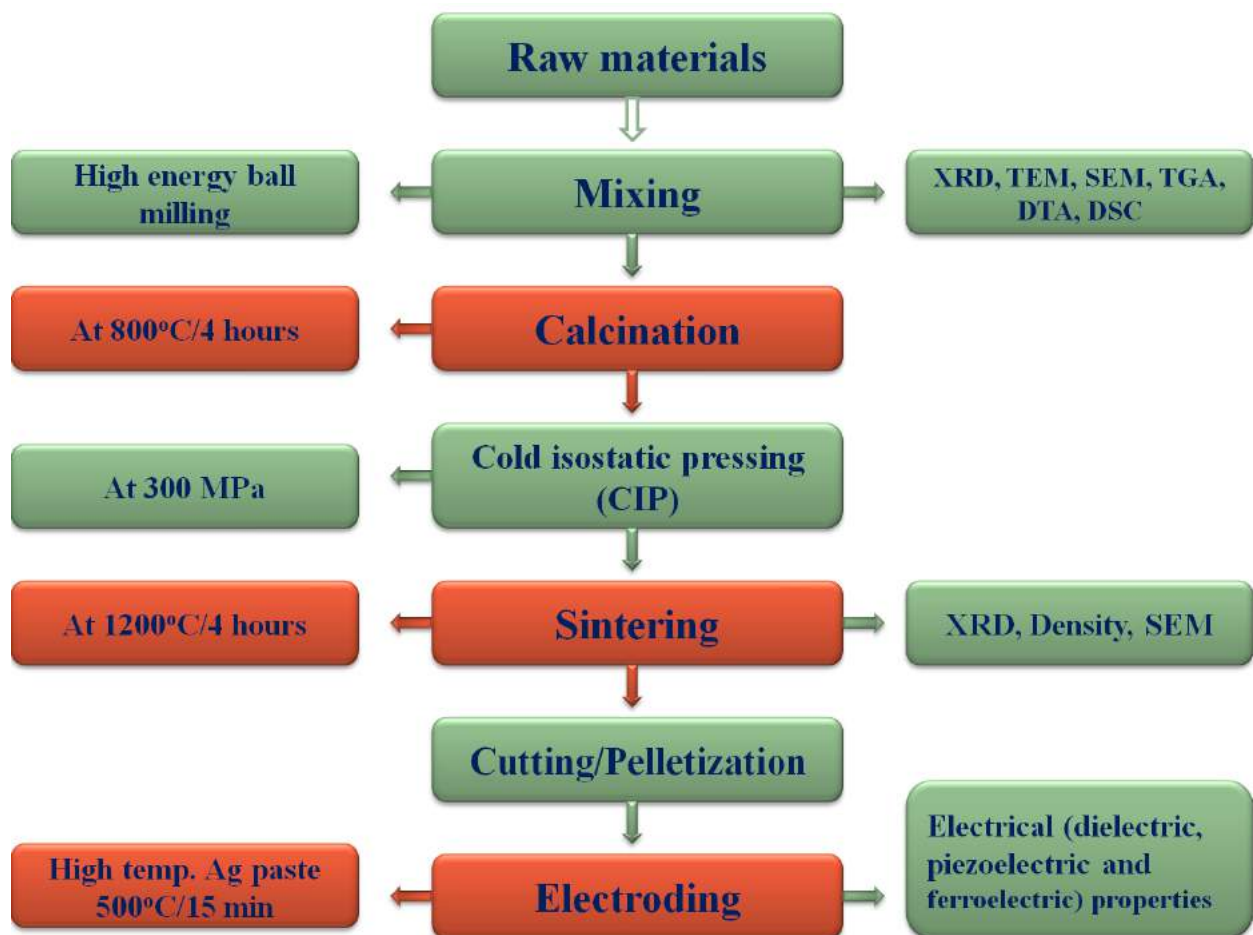 Raw materials
High energy ball
milling
Mixing
XRD, TEM, SEM, TGA,
DTA, DSC
At 800°C/4 hours
Calcination
At 300 MPa
Cold isostatic pressing
(CIP)
At 1200°C/4 hours
Sintering
XRD, Density, SEM
Cutting/Pelletization
High temp. Ag paste
500°C/15 min
Electroding
Electrical (dielectric,
piezoelectric and
ferroelectric) properties